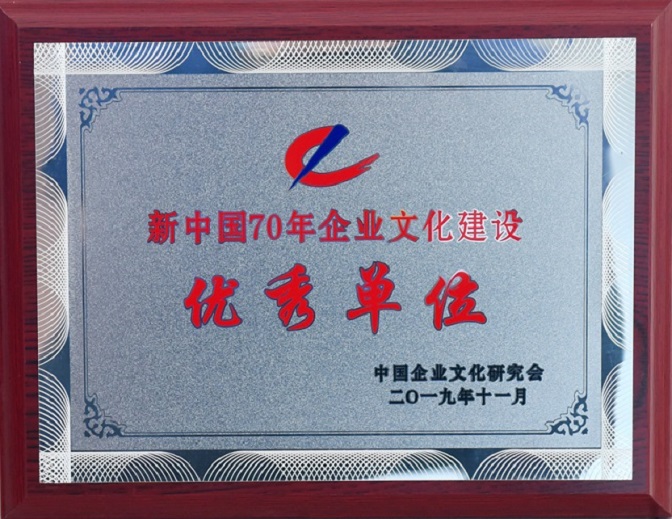 新中国70年企业文化建设
优秀单位
中国企业文化研究会
二〇一九年十一月